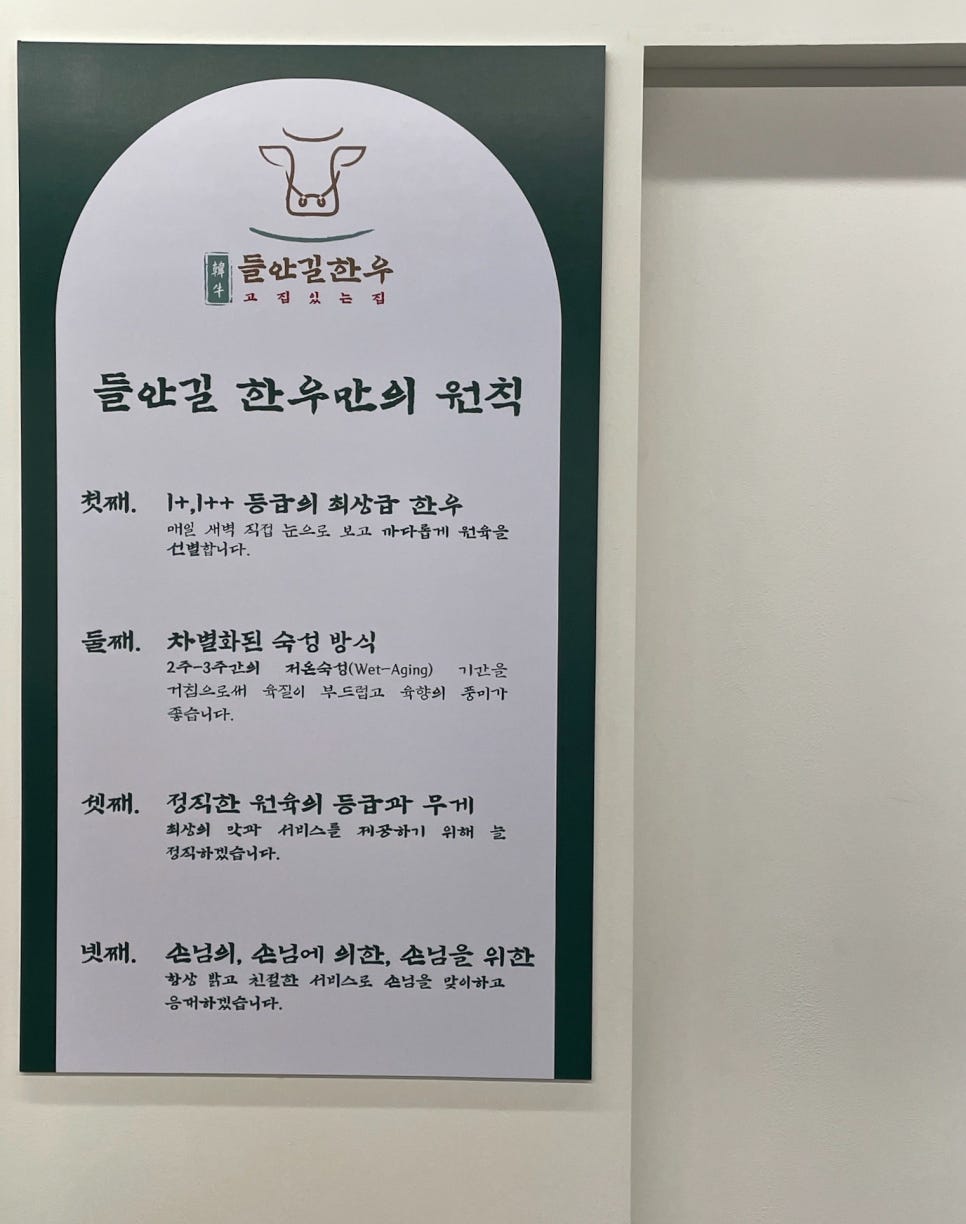 韓牛
들안길한우
고집있는집
들안길 한우만의 원칙
첫째. 1+,1++ 등급의 최상급 한우
매일 새벽 직접 눈으로 보고 까다롭게 원육을
선별합니다.
둘째. 차별화된 숙성 방식
2주-3주간의 저온숙성(Wet-Aging) 기간을
거침으로써 육질이 부드럽고 육향의 풍미가
좋습니다.
셋째. 정직한 원육의 등급과 무게
최상의 맛과 서비스를 제공하기 위해 늘
정직하겠습니다.
넷째. 손님의, 손님에 의한, 손님을 위한
항상 밝고 친절한 서비스로 손님을 맞이하고
응대하겠습니다.